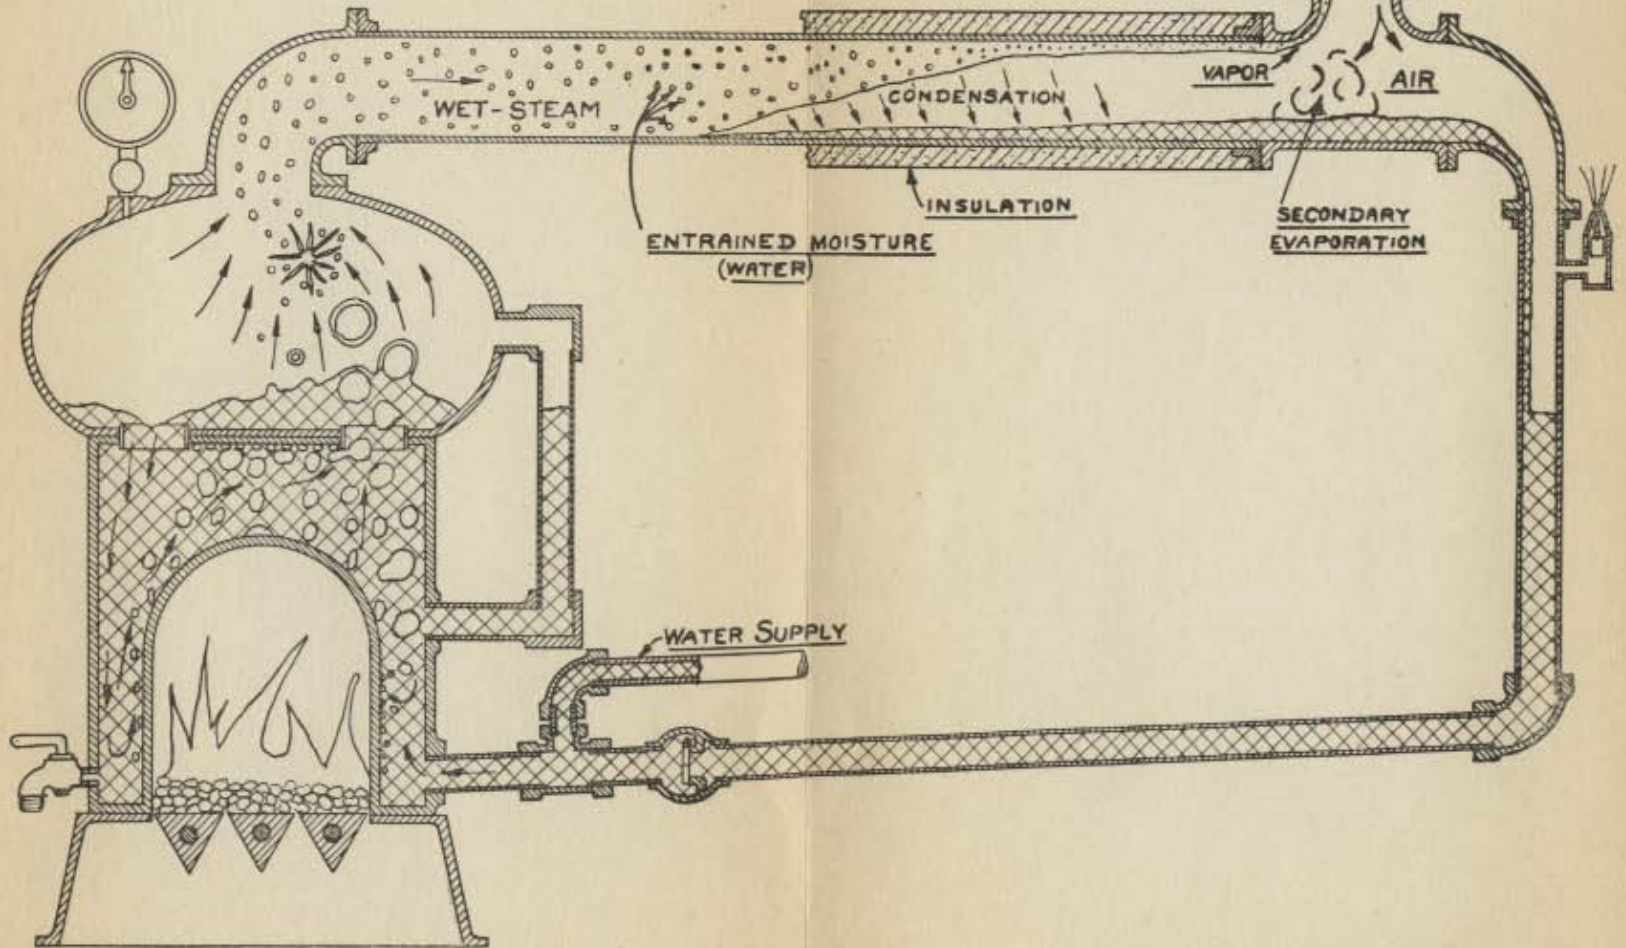 VAPOR
AIR
WET-STEAM
CONDENSATION
INSULATION
SECONDARY
EVAPORATION
ENTRAINED MOISTURE
(WATER)
WATER SUPPLY